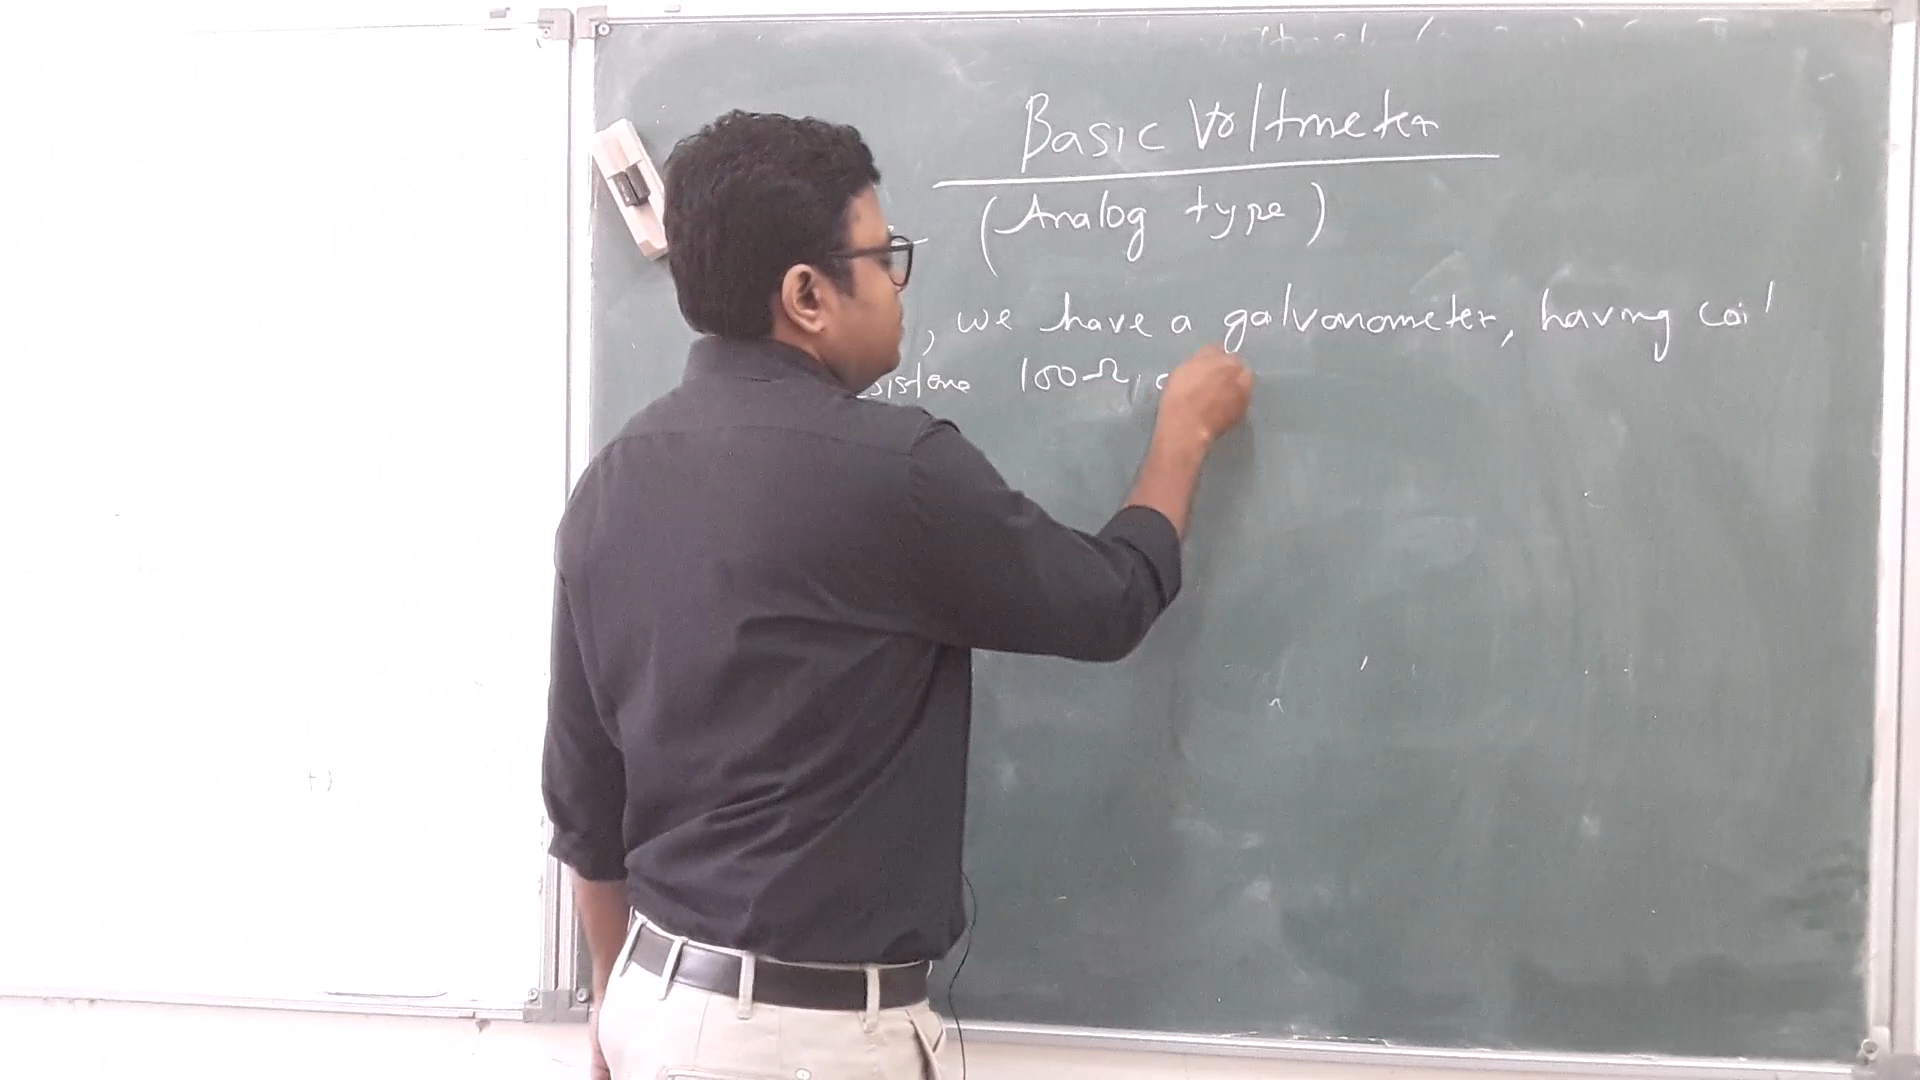 Basic Voltmeter
(Analog type)
, we have a galvanometer, having coil
100Ω,